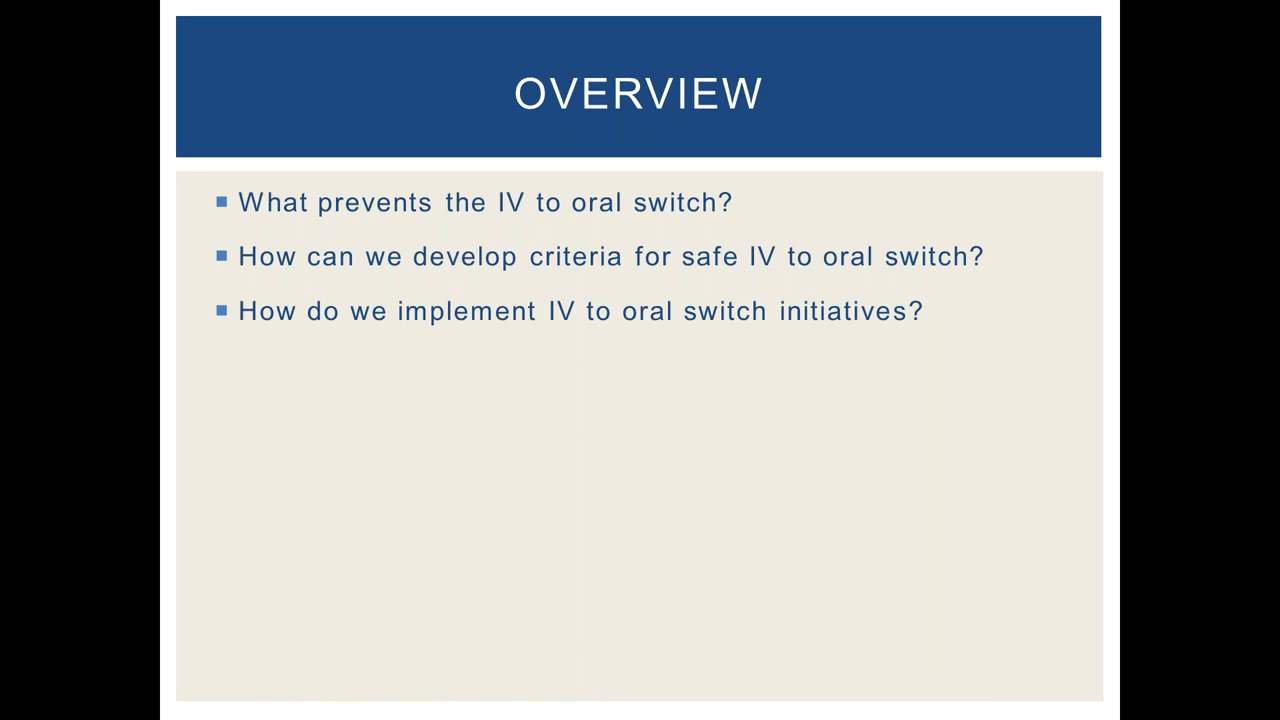 OVERVIEW
What prevents the IV to oral switch?
How can we develop criteria for safe IV to oral switch?
How do we implement IV to oral switch initiatives?